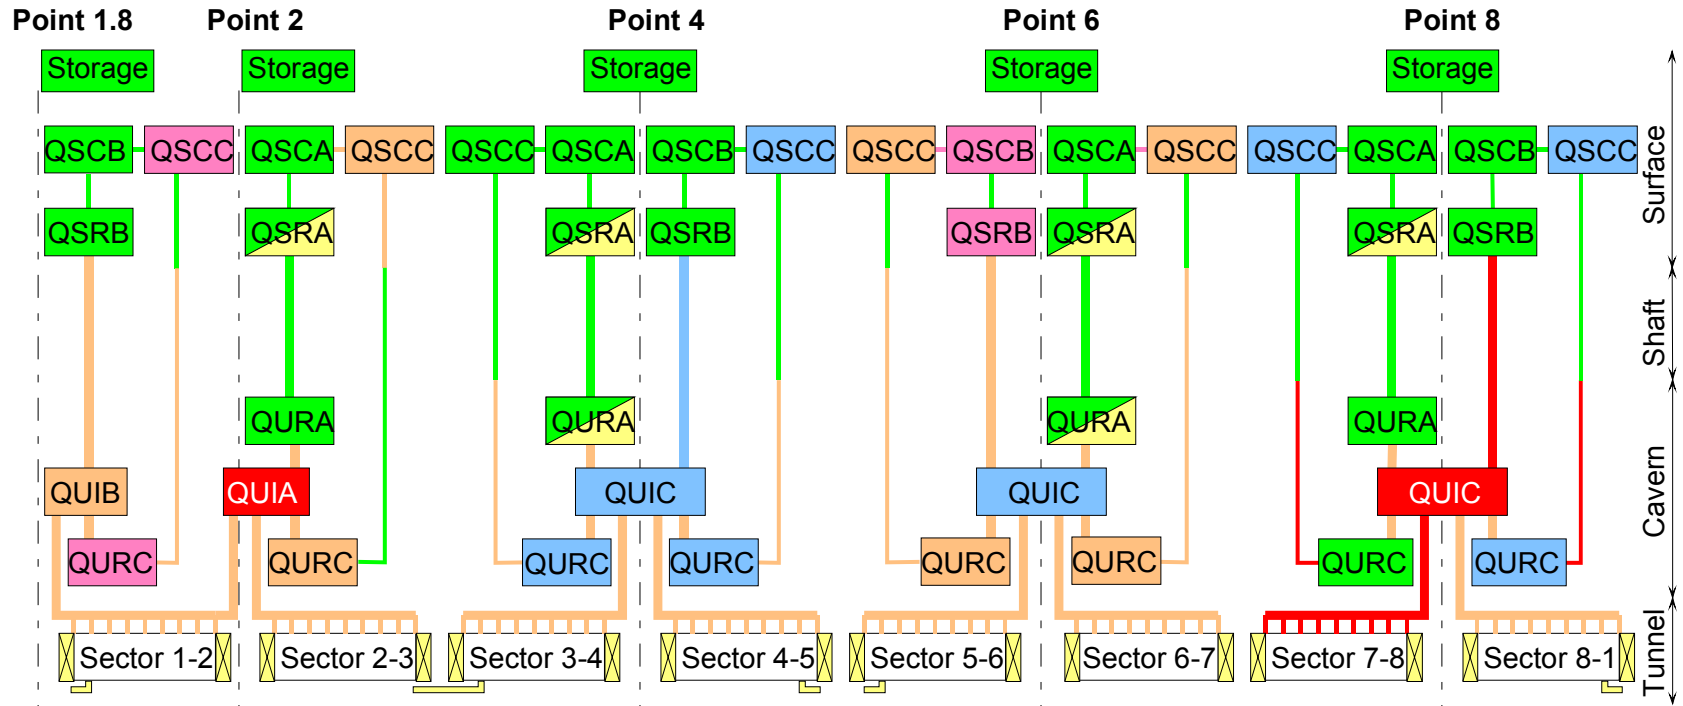 Point 1.8 Point 2 Point 4 Point 6 Point 8
Storage Storage Storage Storage Storage
QSCB QSCC QSCA QSCC QSCC QSCA QSCB QSCC QSCC QSCB QSCA QSCC QSCC QSCA QSCB QSCC
Surface
QSRB QSRA QSRA QSRB QSRB QSRA QSRA QSRB
Shaft
QURA QURA QURA QURA
QUIB QUIA QUIC QUIC QUIC
Cavern
QURC QURC QURC QURC QURC QURC QURC QURC
Sector 1-2 Sector 2-3 Sector 3-4 Sector 4-5 Sector 5-6 Sector 6-7 Sector 7-8 Sector 8-1
Tunnel